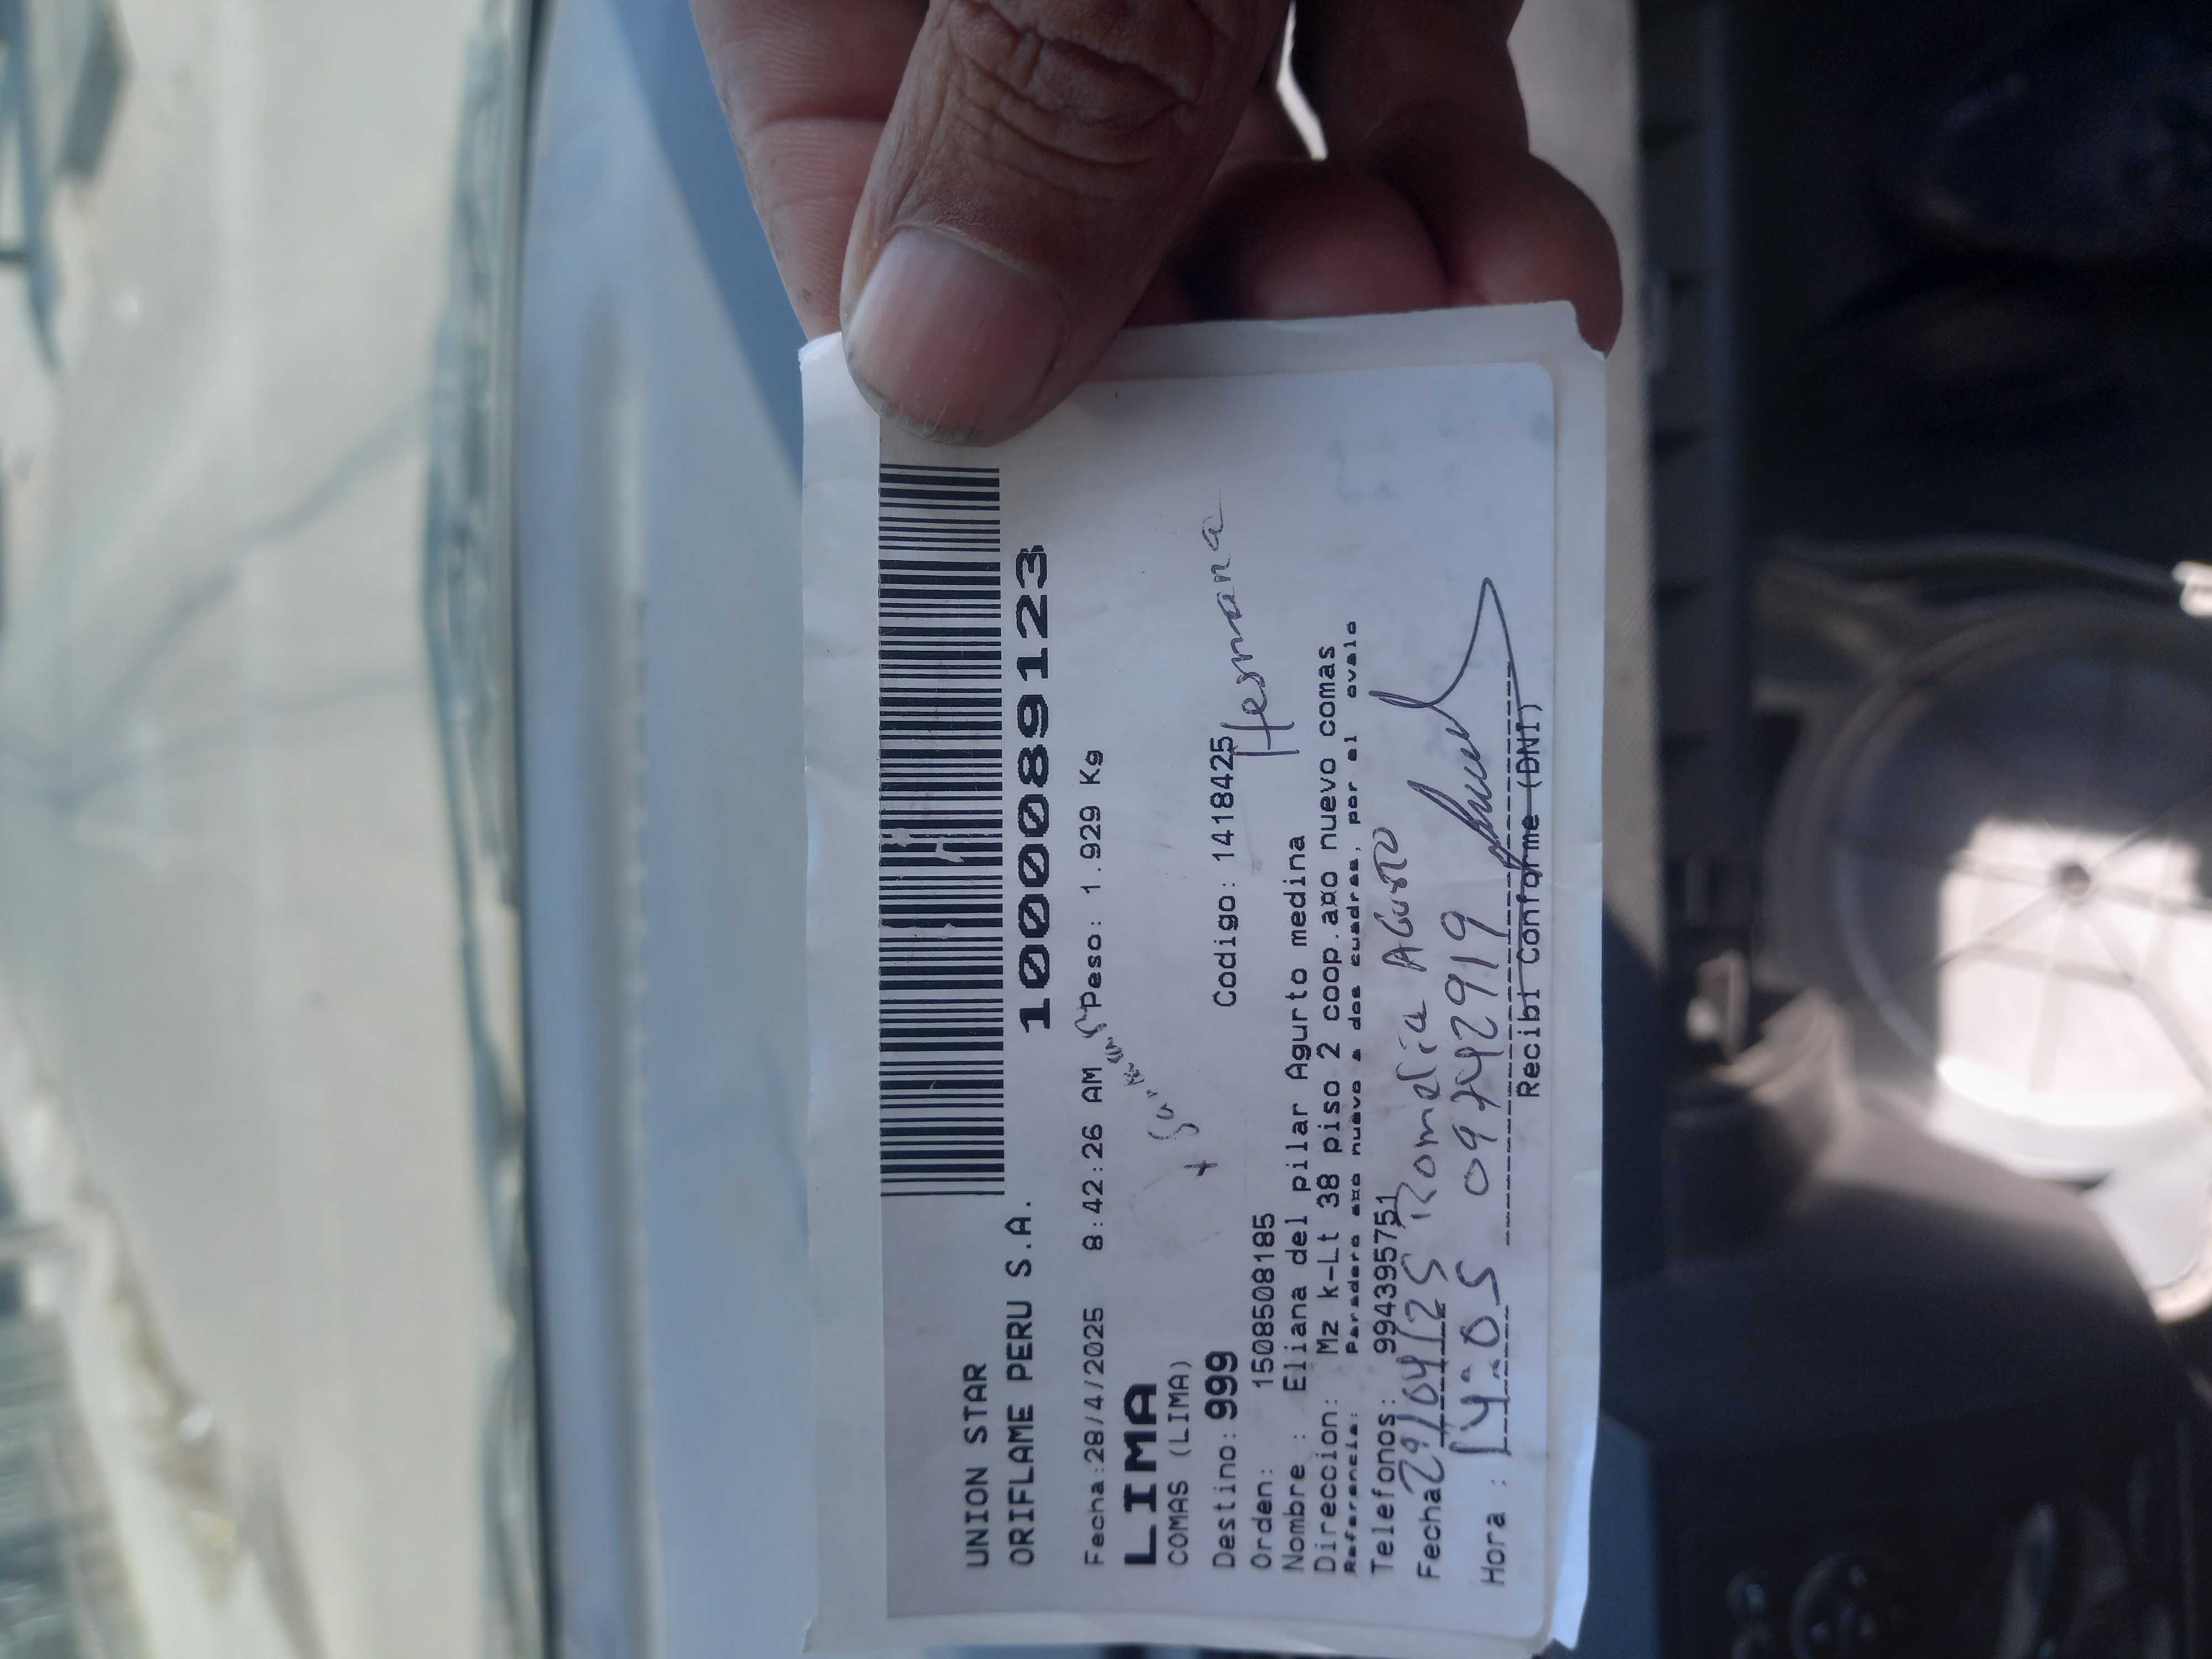 UNION STAR
ORIFLAME PERU S.A.
1000089123
Fecha:28/4/2025 8:42:26 AM Peso: 1.929 Kg
LIMA
COMAS (LIMA)
Destino: 999 Codigo: 1418425
Hermana
Orden: 1508508185
Nombre : Eliana del pilar Agurto medina
Direccion: Mz k-Lt 38 piso 2 coop.año nuevo comas
Referencia: Paradero año nuevo a dos cuadras, por el ovalo
Telefonos: 994395751
Fecha 29/04/25 Romelia Agurto
Hora : 14:05 09742919
Recibi Conforme (DNI)